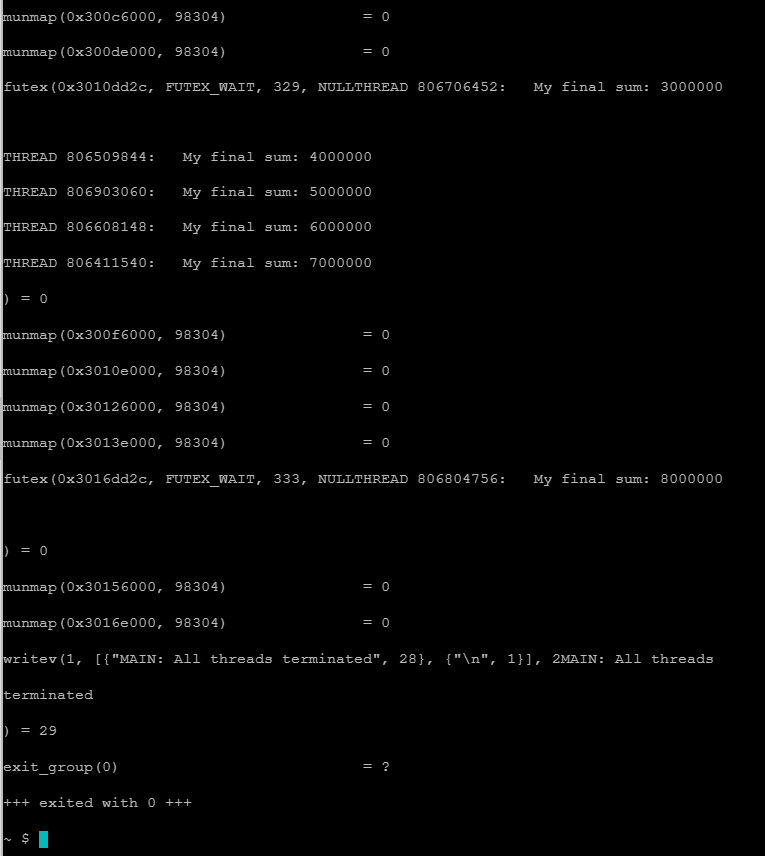 munmap(0x300c6000, 98304)               = 0
munmap(0x300de000, 98304)               = 0
futex(0x3010dd2c, FUTEX_WAIT, 329, NULLTHREAD 806706452:   My final sum: 3000000
THREAD 806509844:   My final sum: 4000000
THREAD 806903060:   My final sum: 5000000
THREAD 806608148:   My final sum: 6000000
THREAD 806411540:   My final sum: 7000000
) = 0
munmap(0x300f6000, 98304)               = 0
munmap(0x3010e000, 98304)               = 0
munmap(0x30126000, 98304)               = 0
munmap(0x3013e000, 98304)               = 0
futex(0x3016dd2c, FUTEX_WAIT, 333, NULLTHREAD 806804756:   My final sum: 8000000
) = 0
munmap(0x30156000, 98304)               = 0
munmap(0x3016e000, 98304)               = 0
writev(1, [{"MAIN: All threads terminated", 28}, {"\n", 1}], 2MAIN: All threads
terminated
) = 29
exit_group(0)                           = ?
+++ exited with 0 +++
~ $